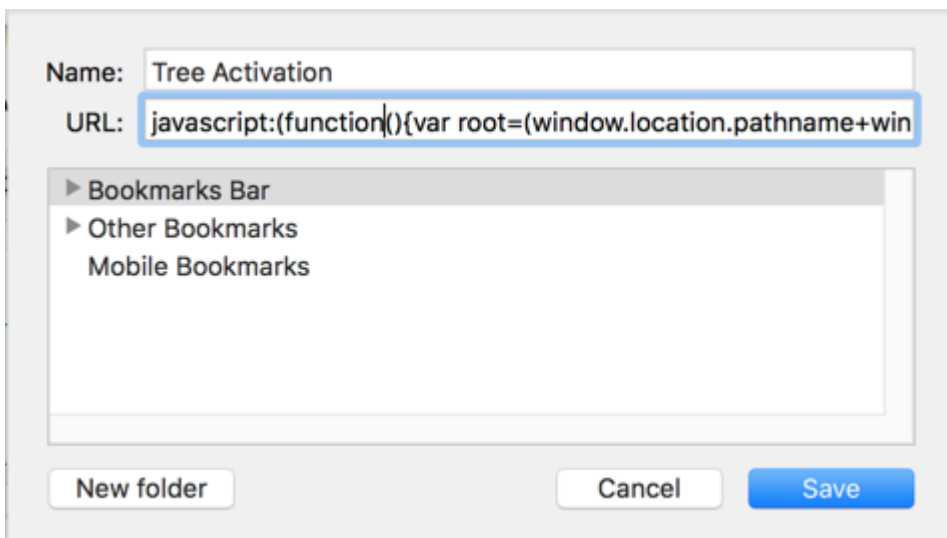 Name: Tree Activation
URL: javascript:(function(){var root=(window.location.pathname+win
Bookmarks Bar
Other Bookmarks
Mobile Bookmarks
New folder Cancel Save